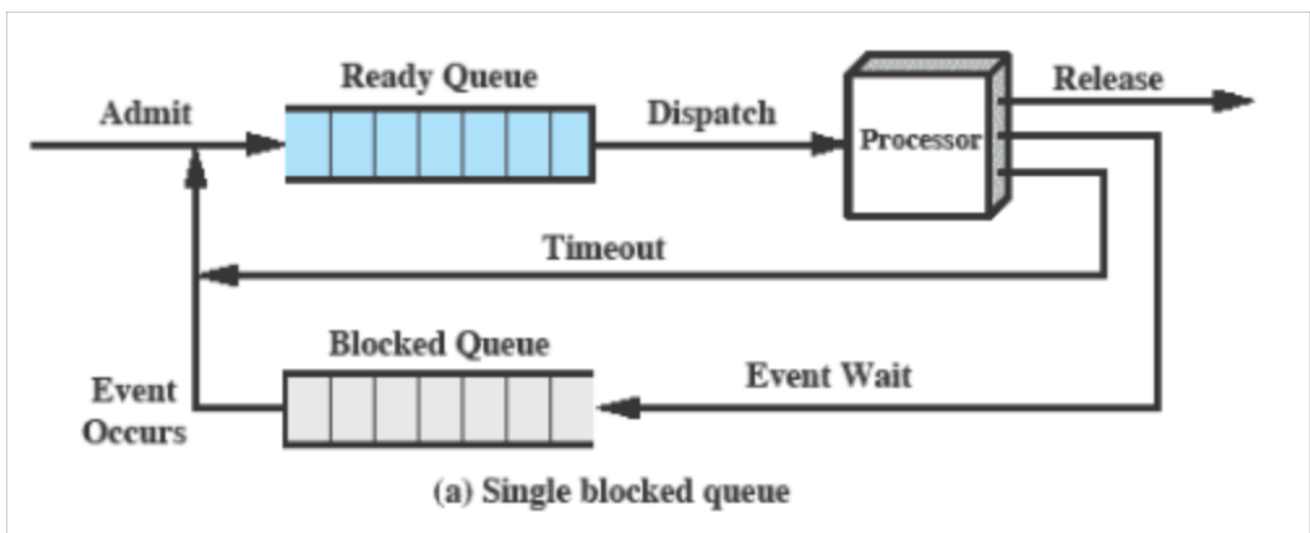 Admit
Ready Queue
Dispatch
Processor
Release
Timeout
Blocked Queue
Event Wait
Event
Occurs
(a) Single blocked queue